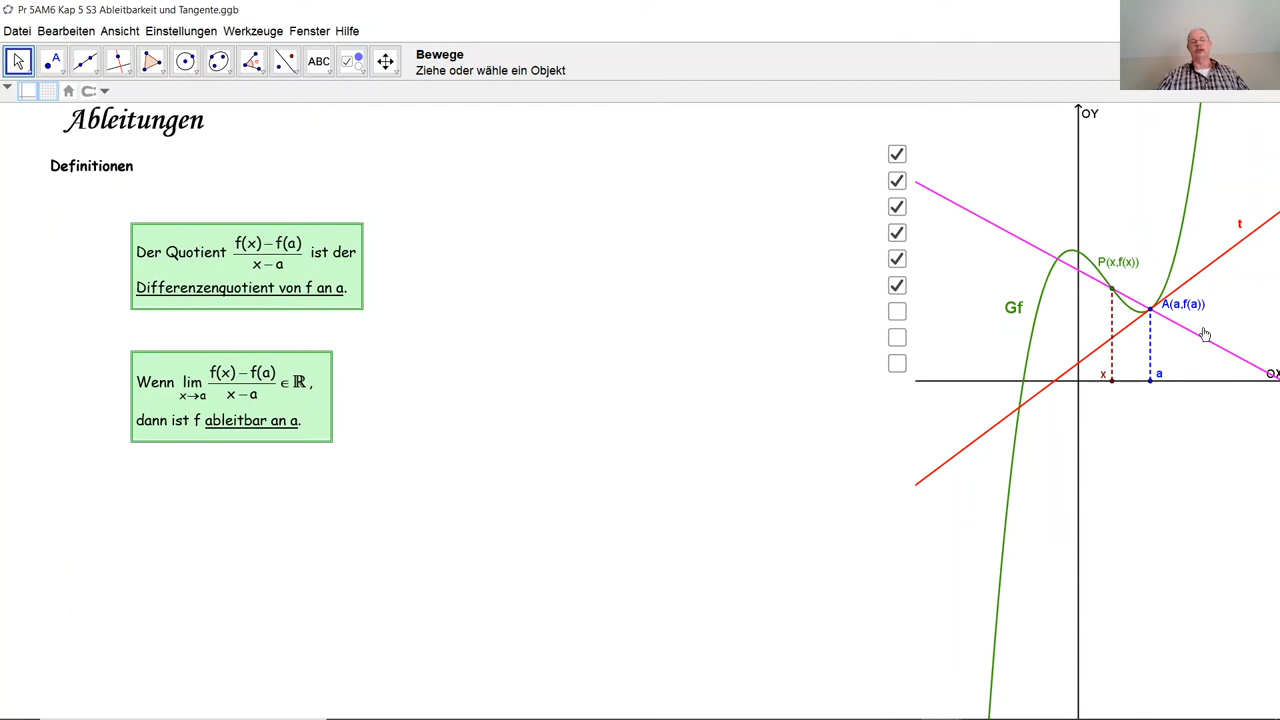 Pr 5AM6 Kap 5 S3 Ableitbarkeit und Tangente.ggb
Datei Bearbeiten Ansicht Einstellungen Werkzeuge Fenster Hilfe
A
ABC
Bewege
Ziehe oder wähle ein Objekt
Ableitungen
Definitionen
Der Quotient f(x)−f(a) / x−a ist der
Differenzenquotient von f an a.
Wenn lim x→a f(x)−f(a) / x−a ∈ ℝ,
dann ist f ableitbar an a.
OY
t
P(x,f(x))
Gf
A(a,f(a))
x
a
OX